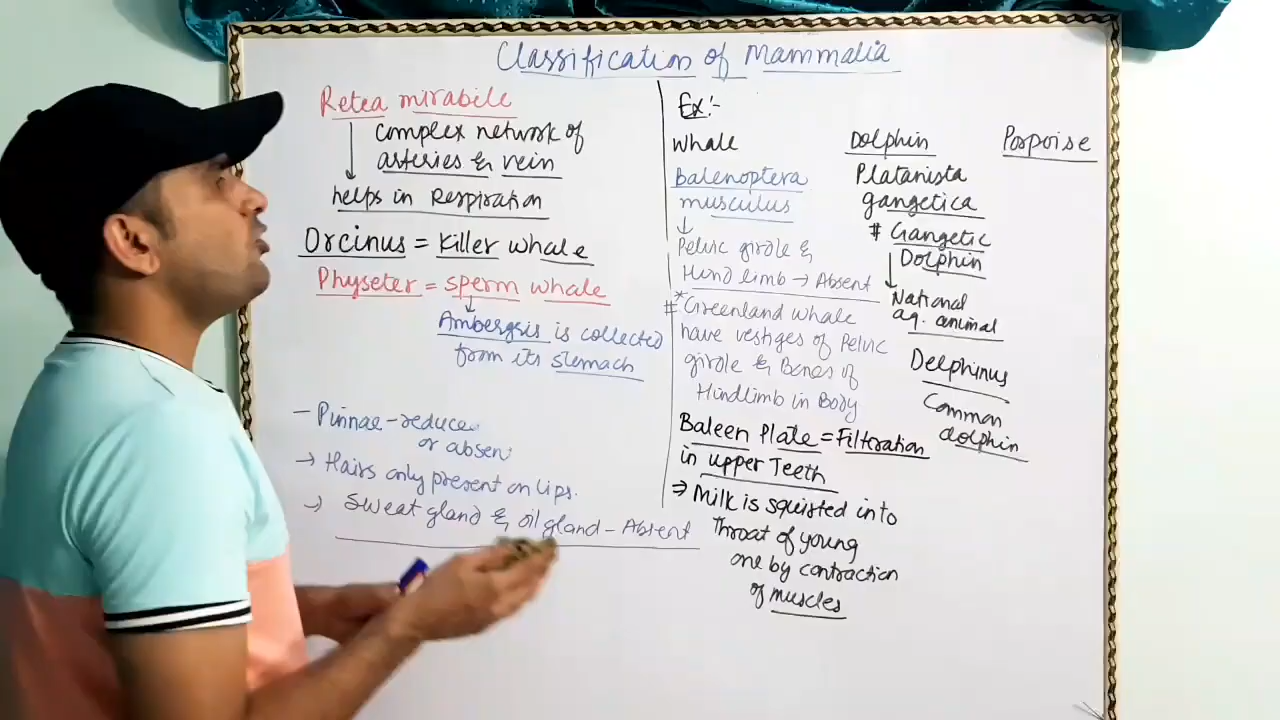 Classification of Mammalia
Retea mirabile
complex network of
arteries & vein
helps in Respiration
Orcinus = Killer whale
Physeter = sperm whale
Ambergris is collected
from its stomach
- Pinnae - reduce
or absen
→ Hairs only present on lips.
→ Sweat gland & oil gland - Absent
Ex:-
Whale
Balenoptera
musculus
Pelvic girdle &
Hind limb → Absent
#*Greenland whale
have vestiges of Pelvic
girdle & Bones of
Hindlimb in Body
Baleen Plate = Filteration
in upper Teeth
⇒ Milk is squirted into
Throat of young
one by contraction
of muscles
Dolphin
Platanista
gangetica
# Gangetic
Dolphin
National
aq. animal
Delphinus
Common
dolphin
Porpoise